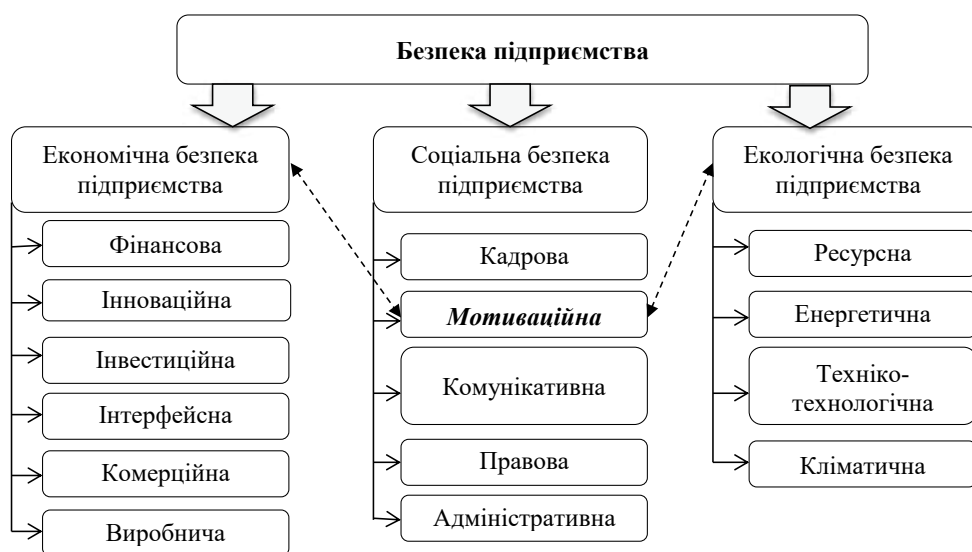 Безпека підприємства
Економічна безпека
підприємства
Фінансова
Інноваційна
Інвестиційна
Інтерфейсна
Комерційна
Виробнича
Соціальна безпека
підприємства
Кадрова
Мотиваційна
Комунікативна
Правова
Адміністративна
Екологічна безпека
підприємства
Ресурсна
Енергетична
Техніко-
технологічна
Кліматична